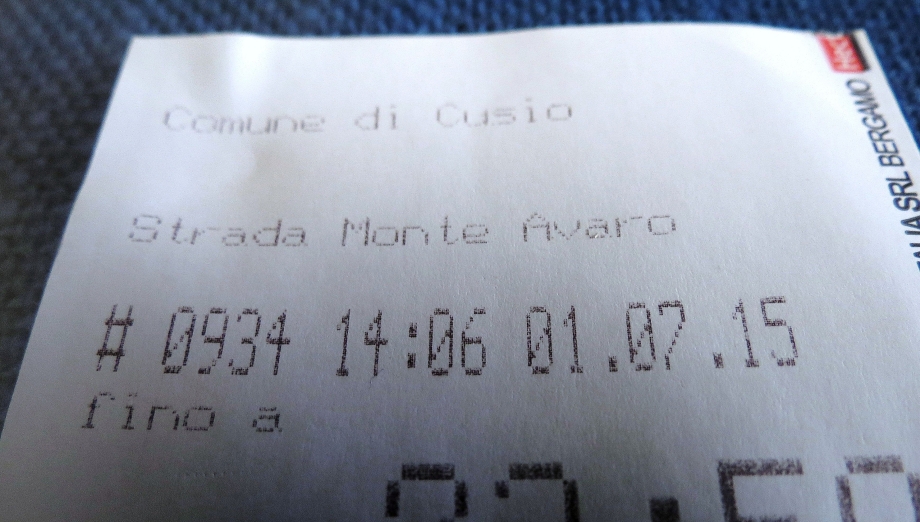 Comune di Cusio
Strada Monte Avaro
# 0934 14:06 01.07.15
fino a
SRL BERGAMO